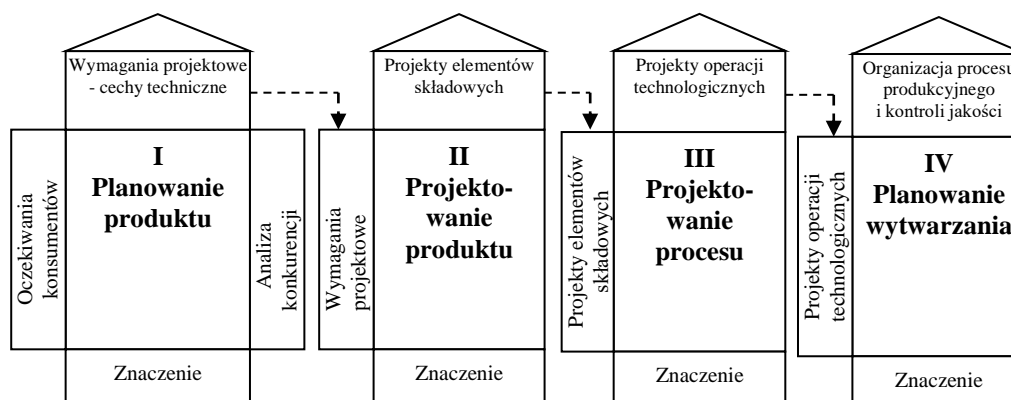 Wymagania projektowe
- cechy techniczne
Oczekiwania
konsumentów
I
Planowanie
produktu
Analiza
konkurencji
Znaczenie
Projekty elementów
składowych
Wymagania
projektowe
II
Projekto-
wanie
produktu
Znaczenie
Projekty operacji
technologicznych
Projekty elementów
składowych
III
Projekto-
wanie
procesu
Znaczenie
Organizacja procesu
produkcyjnego
i kontroli jakości
Projekty operacji
technologicznych
IV
Planowanie
wytwarzania
Znaczenie